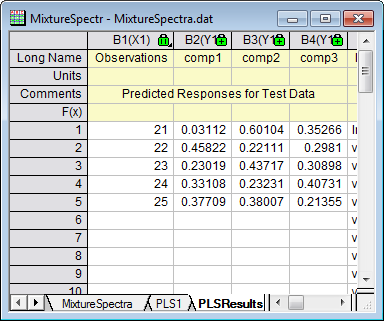 MixtureSpectr - MixtureSpectra.dat
B1(X1) B2(Y1 B3(Y1 B4(Y1
Long Name Observations comp1 comp2 comp3
Units
Comments Predicted Responses for Test Data
F(x)
1 21 0.03112 0.60104 0.35266
2 22 0.45822 0.22111 0.2981
3 23 0.23019 0.43717 0.30898
4 24 0.33108 0.23231 0.40731
5 25 0.37709 0.38007 0.21355
6
7
8
9
10
MixtureSpectra PLS1 PLSResults